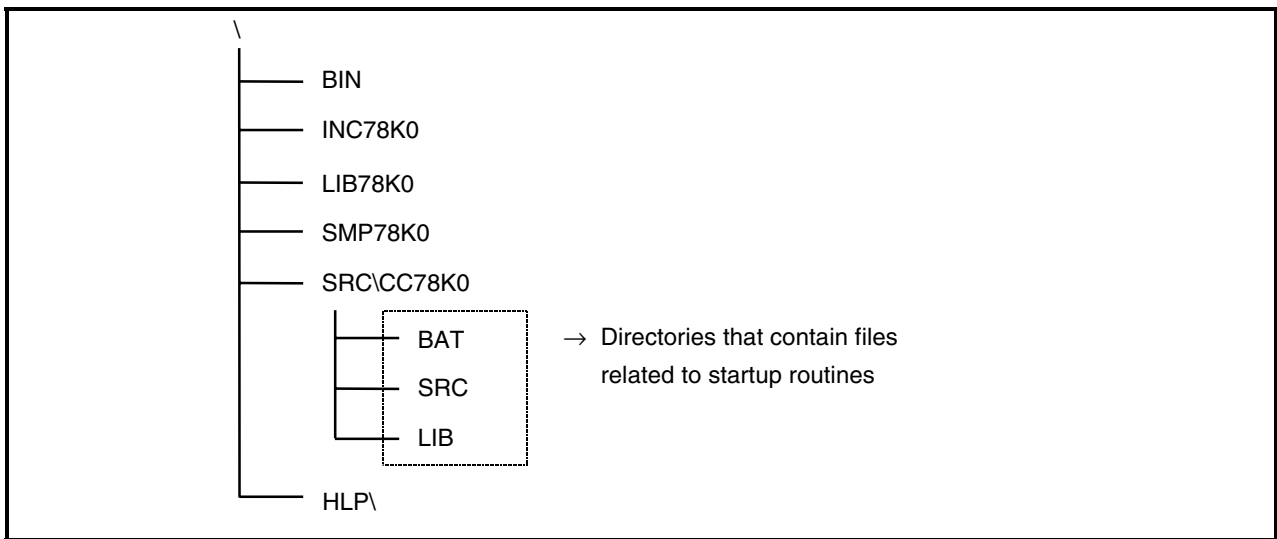 \
BIN
INC78K0
LIB78K0
SMP78K0
SRC\CC78K0
BAT → Directories that contain files
related to startup routines
SRC
LIB
HLP\